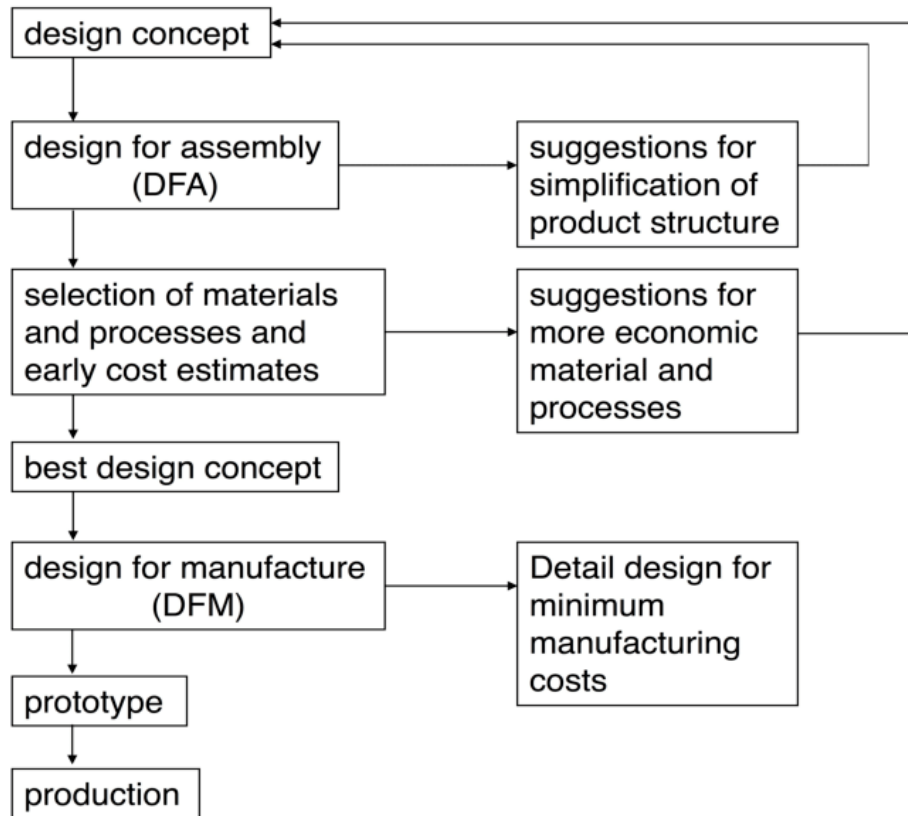 design concept
design for assembly
(DFA)
suggestions for
simplification of
product structure
selection of materials
and processes and
early cost estimates
suggestions for
more economic
material and
processes
best design concept
design for manufacture
(DFM)
Detail design for
minimum
manufacturing
costs
prototype
production